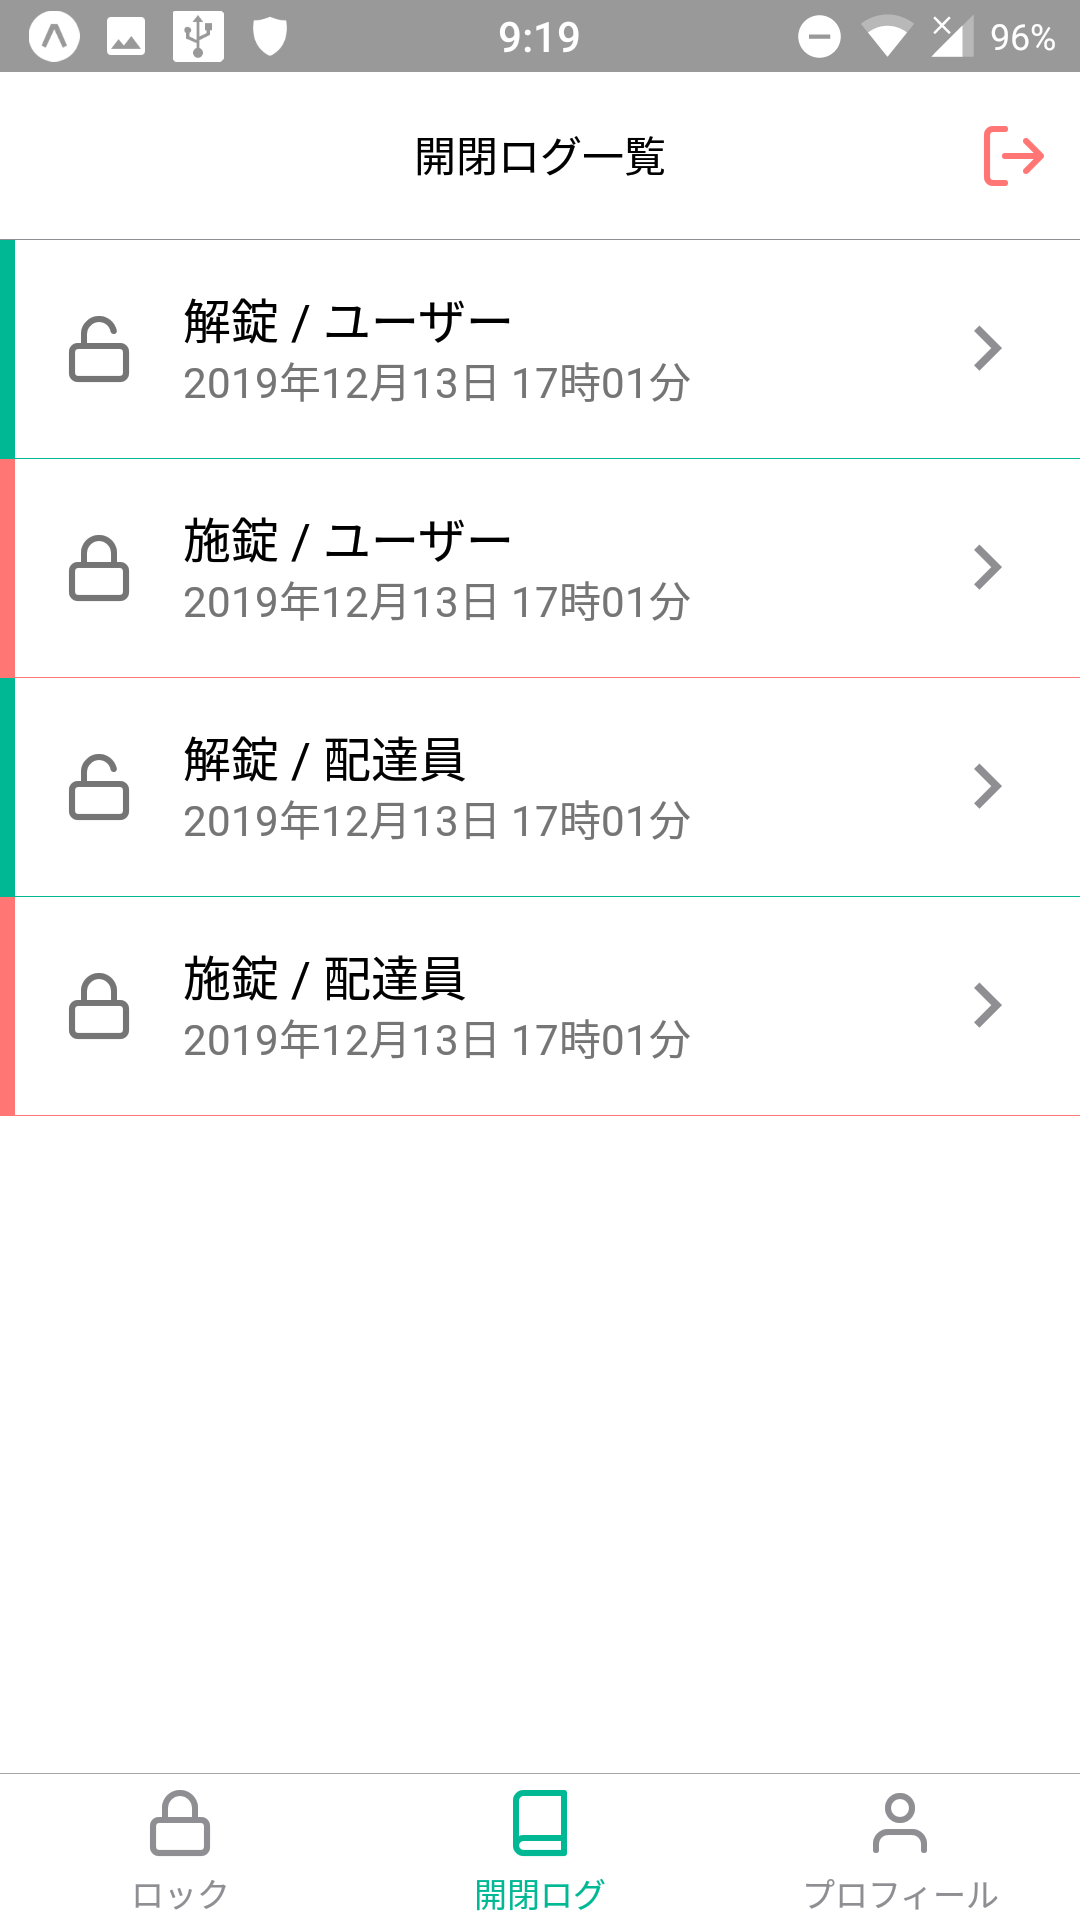 9:19
96%
開閉ログ一覧
解錠 / ユーザー
2019年12月13日 17時01分
施錠 / ユーザー
2019年12月13日 17時01分
解錠 / 配達員
2019年12月13日 17時01分
施錠 / 配達員
2019年12月13日 17時01分
ロック
開閉ログ
プロフィール